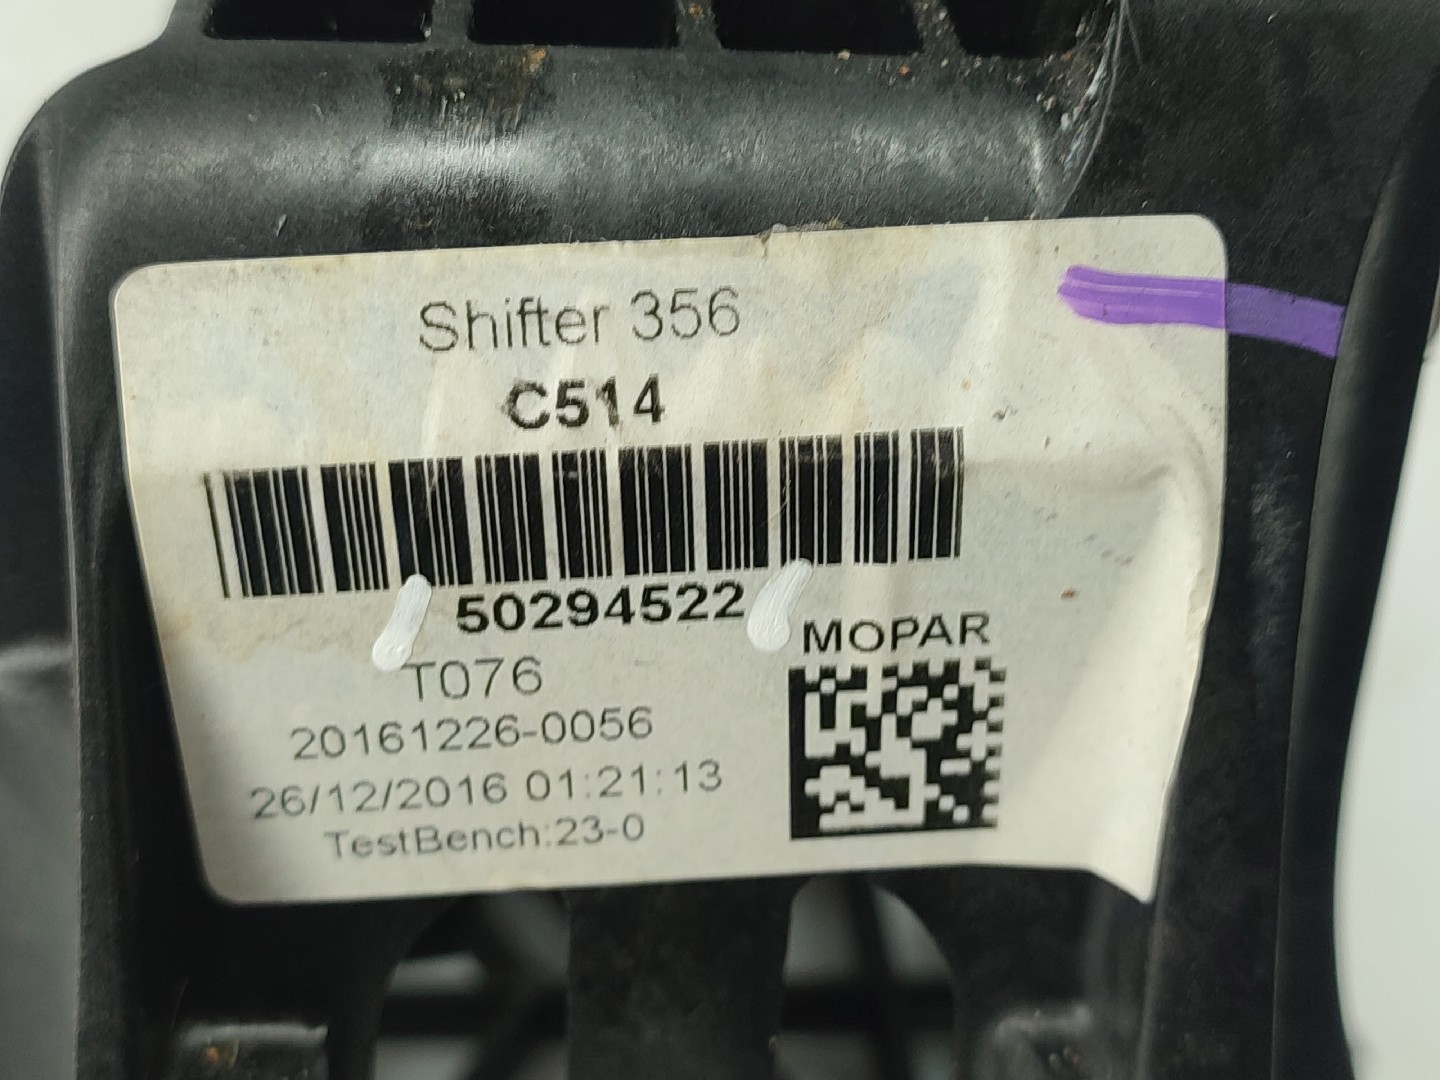 Shifter 356
C514
50294522
MOPAR
T076
20161226-0056
26/12/2016 01:21:13
TestBench:23-0